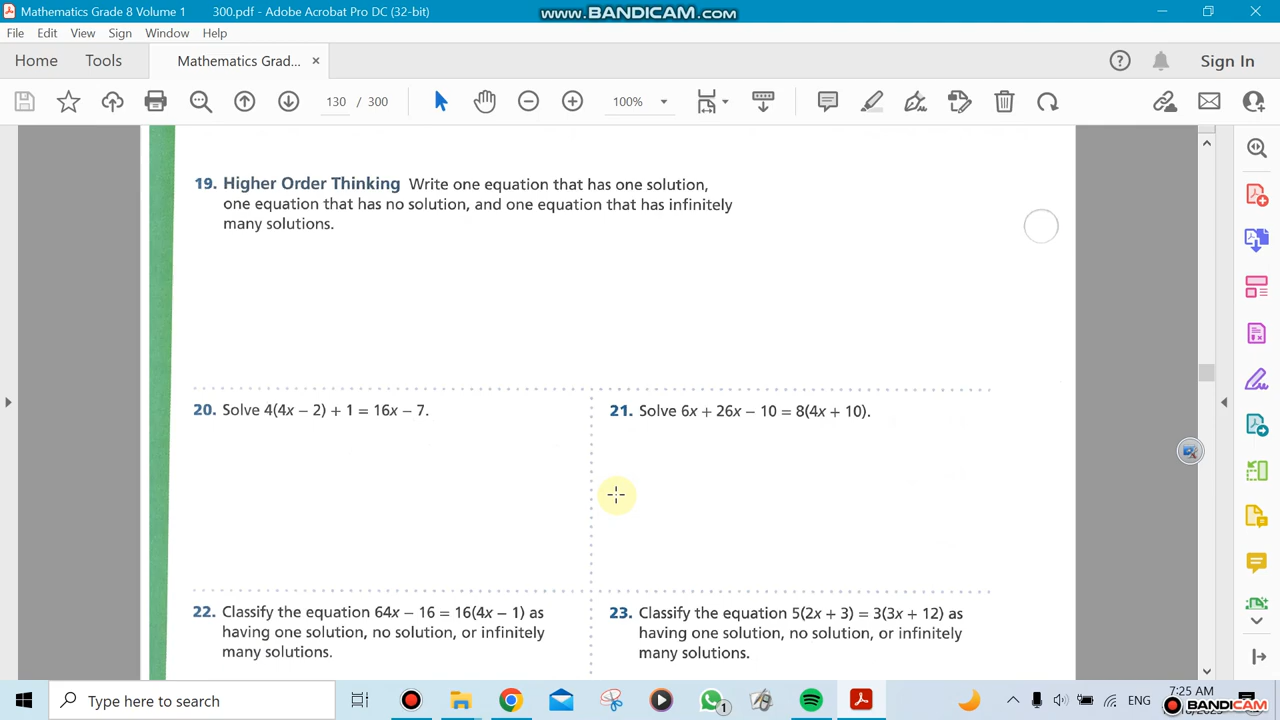 Mathematics Grade 8 Volume 1 300.pdf - Adobe Acrobat Pro DC (32-bit)
www.BANDICAM.com
File Edit View Sign Window Help
Home Tools Mathematics Grad... × Sign In
130 / 300 100%
19. Higher Order Thinking Write one equation that has one solution,
one equation that has no solution, and one equation that has infinitely
many solutions.
20. Solve 4(4x − 2) + 1 = 16x − 7.
21. Solve 6x + 26x − 10 = 8(4x + 10).
22. Classify the equation 64x − 16 = 16(4x − 1) as
having one solution, no solution, or infinitely
many solutions.
23. Classify the equation 5(2x + 3) = 3(3x + 12) as
having one solution, no solution, or infinitely
many solutions.
Type here to search
1
ENG
7:25 AM
BANDICAM